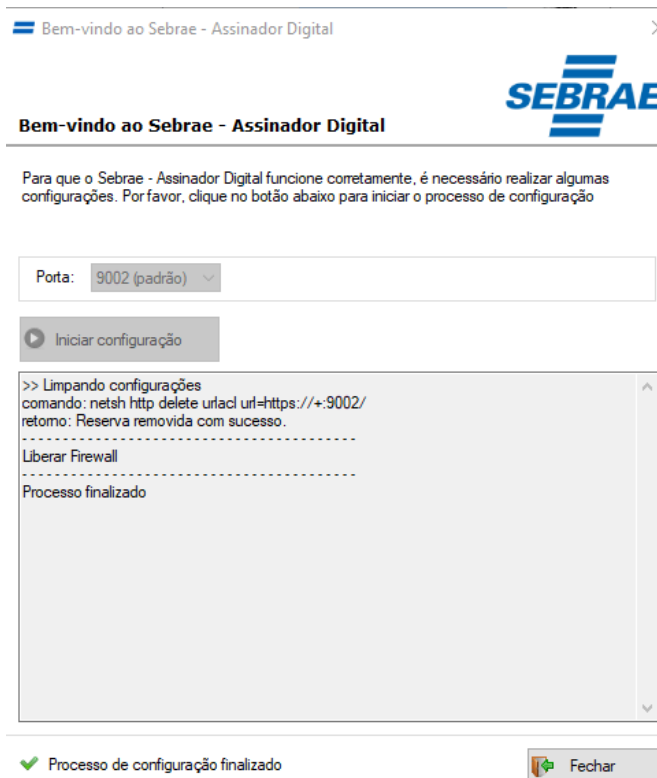 Bem-vindo ao Sebrae - Assinador Digital
SEBRAE
Bem-vindo ao Sebrae - Assinador Digital
Para que o Sebrae - Assinador Digital funcione corretamente, é necessário realizar algumas
configurações. Por favor, clique no botão abaixo para iniciar o processo de configuração
Porta: 9002 (padrão)
Iniciar configuração
>> Limpando configurações
comando: netsh http delete urlacl url=https://+:9002/
retorno: Reserva removida com sucesso.
- - - - - - - - - - - - - - - - - - - - - - - - - - - - - - - - - - - - - - - - -
Liberar Firewall
- - - - - - - - - - - - - - - - - - - - - - - - - - - - - - - - - - - - - - - - -
Processo finalizado
Processo de configuração finalizado
Fechar